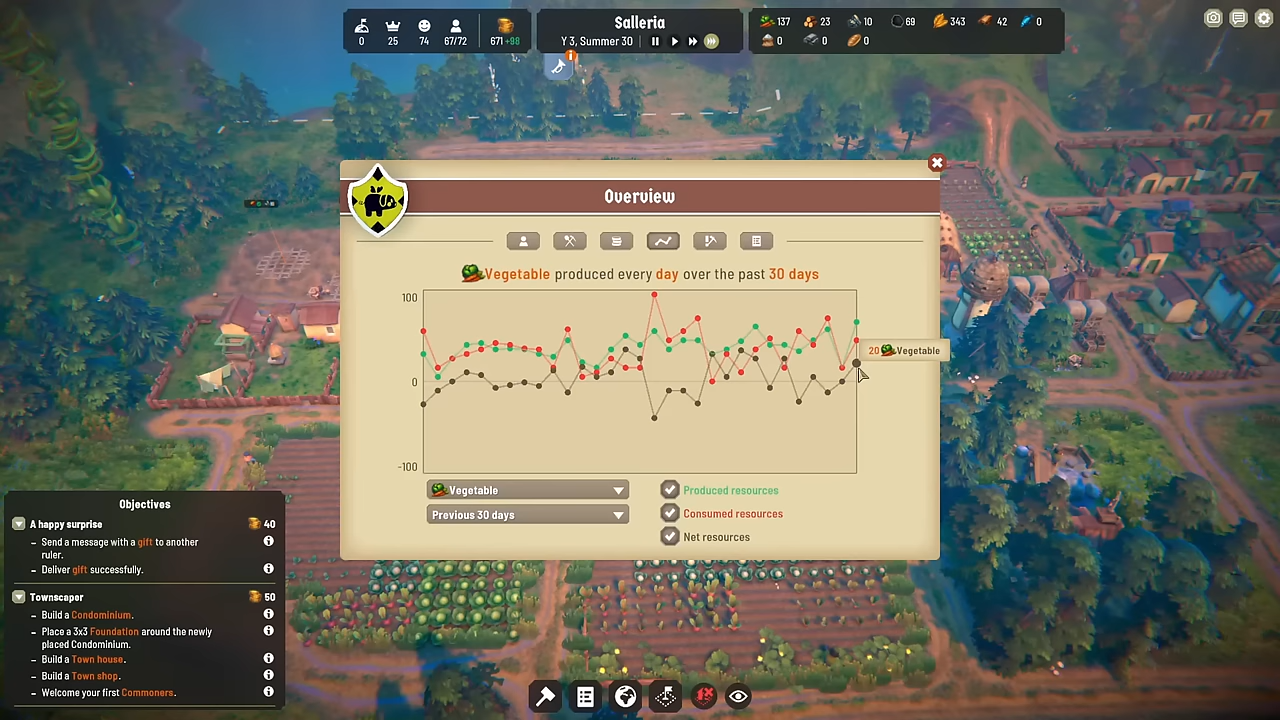 0 25 74 67/72 671 +98
Salleria
Y 3, Summer 30
137 23 10 69 343 42 0
0 0 0
Overview
Vegetable produced every day over the past 30 days
100
0
-100
20 Vegetable
Vegetable
Previous 30 days
Produced resources
Consumed resources
Net resources
Objectives
A happy surprise 40
– Send a message with a gift to another
ruler.
– Deliver gift successfully.
Townscaper 50
– Build a Condominium.
– Place a 3x3 Foundation around the newly
placed Condominium.
– Build a Town house.
– Build a Town shop.
– Welcome your first Commoners.